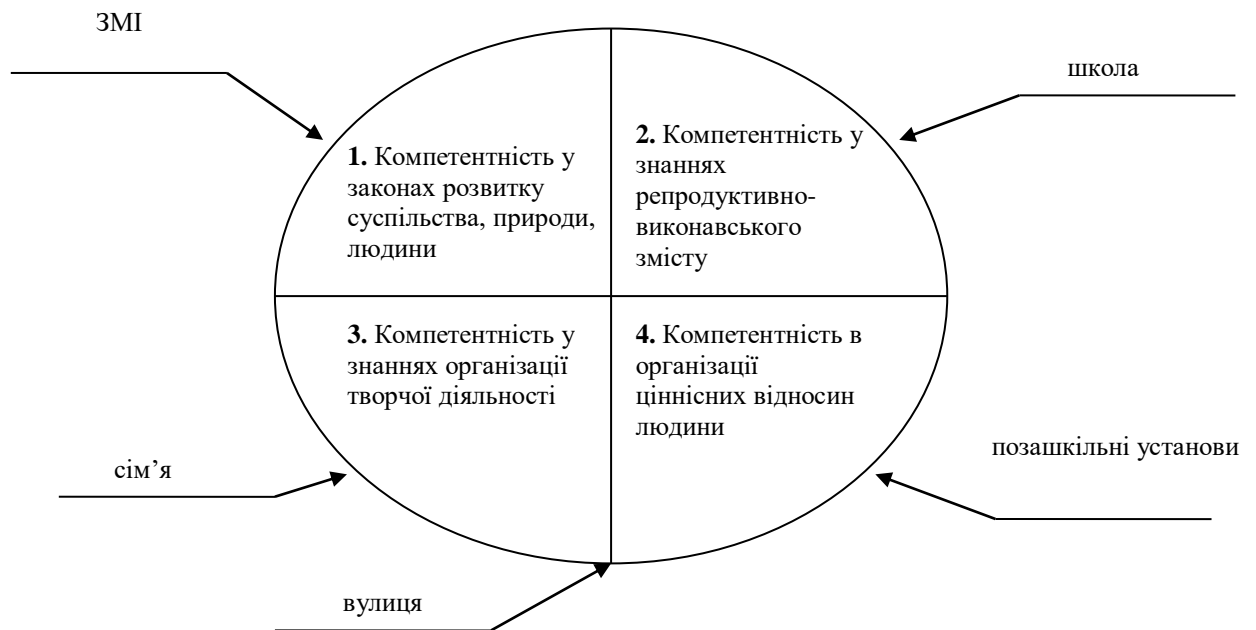 ЗМІ
школа
1. Компетентність у
законах розвитку
суспільства, природи,
людини
2. Компетентність у
знаннях
репродуктивно-
виконавського
змісту
3. Компетентність у
знаннях організації
творчої діяльності
4. Компетентність в
організації
ціннісних відносин
людини
сім’я
позашкільні установи
вулиця